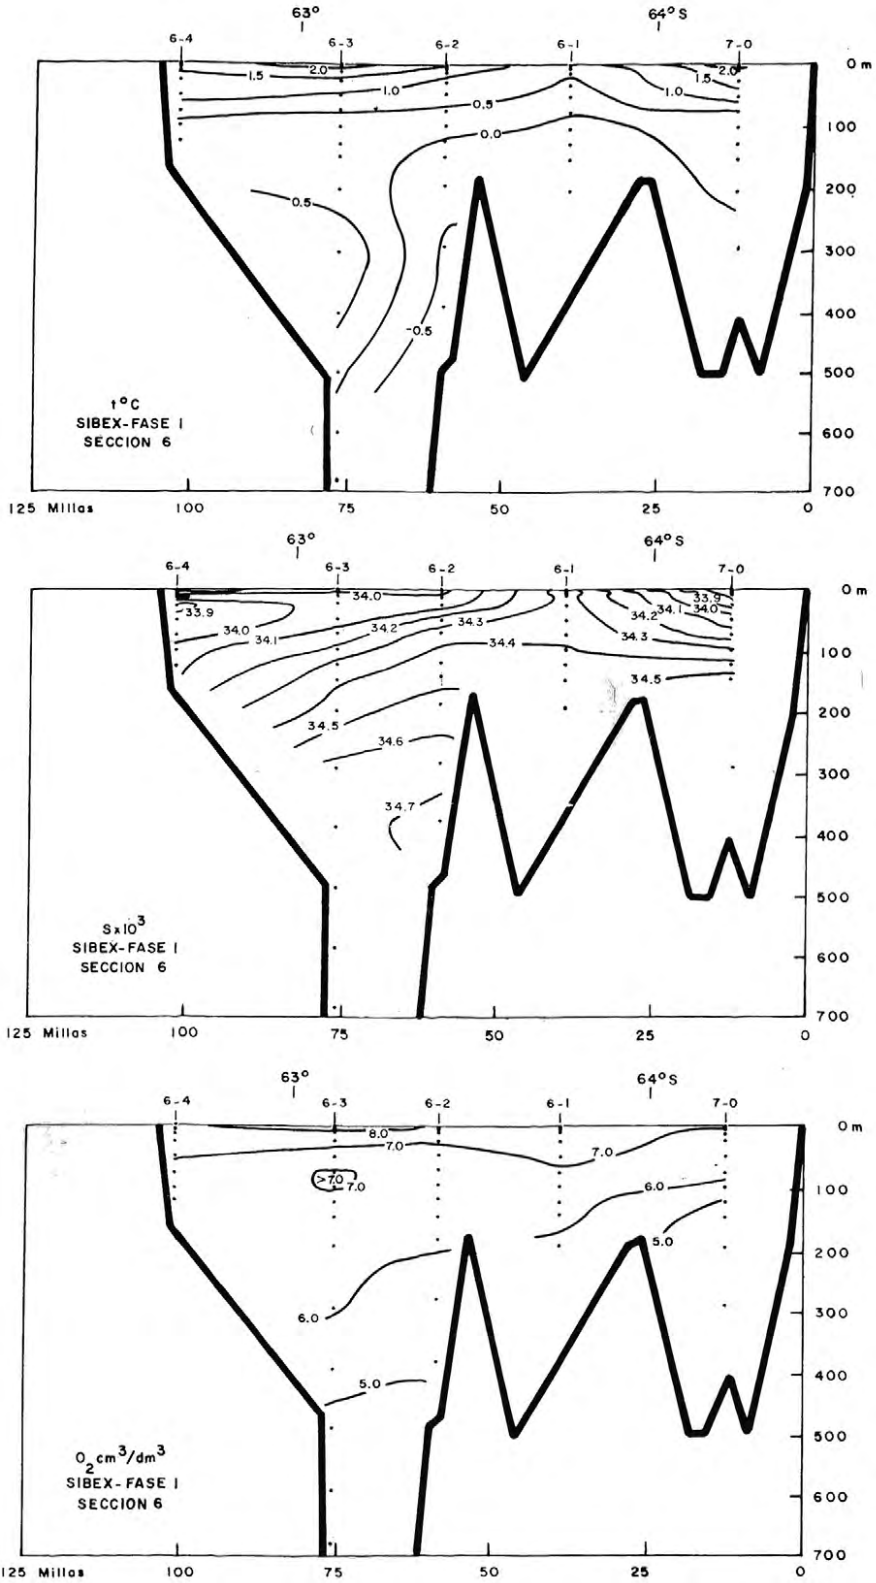 63° 64°S
6-4 6-3 6-2 6-1 7-0
0 m
2.0 2.0
1.5 1.5
1.0 1.0
0.5
0.0
100
200
0.5
300
400
-0.5
500
t°C
SIBEX-FASE I
SECCION 6
600
700
125 Millas 100 75 50 25 0
63° 64°S
6-4 6-3 6-2 6-1 7-0
0 m
34.0 33.9
33.9 34.1 34.0
34.0 34.1 34.2 34.3 34.2
34.3
34.4
100
34.5
200
34.5
34.6
300
34.7
400
500
Sx10³
SIBEX-FASE I
SECCION 6
600
700
125 Millas 100 75 50 25 0
63° 64°S
6-4 6-3 6-2 6-1 7-0
0 m
8.0
7.0 7.0
>7.0 7.0 6.0
100
5.0
200
6.0
300
5.0
400
500
O₂ cm³/dm³
SIBEX-FASE I
SECCION 6
600
700
125 Millas 100 75 50 25 0